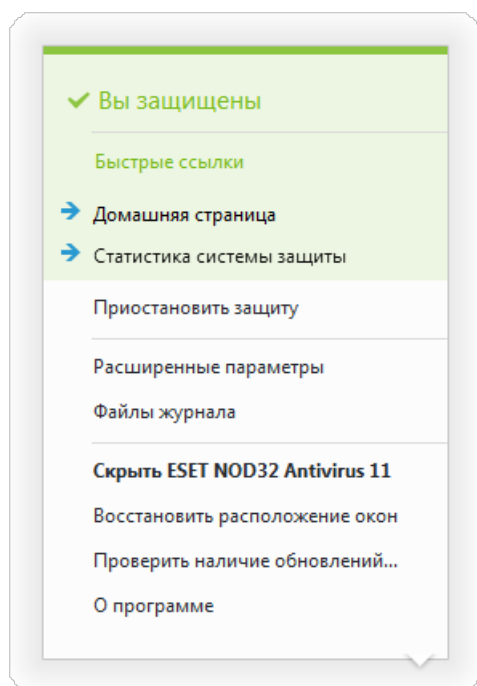 Вы защищены
Быстрые ссылки
Домашняя страница
Статистика системы защиты
Приостановить защиту
Расширенные параметры
Файлы журнала
Скрыть ESET NOD32 Antivirus 11
Восстановить расположение окон
Проверить наличие обновлений...
О программе